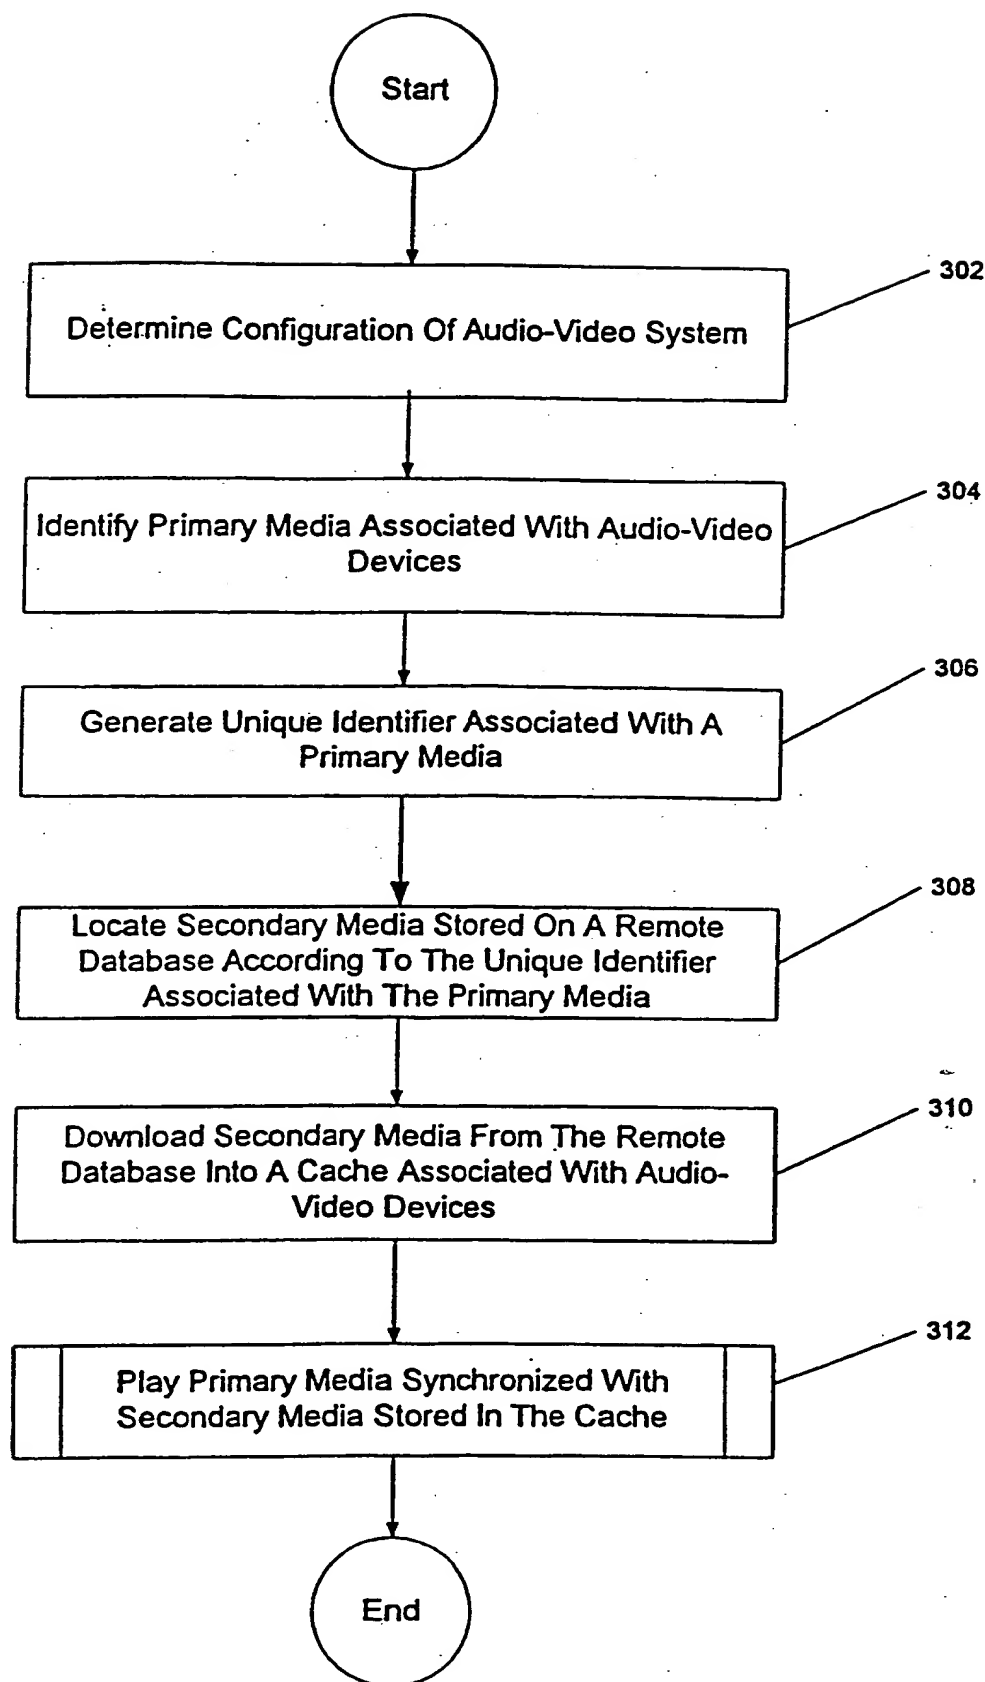 Start
302
Determine Configuration Of Audio-Video System
304
Identify Primary Media Associated With Audio-Video
Devices
306
Generate Unique Identifier Associated With A
Primary Media
308
Locate Secondary Media Stored On A Remote
Database According To The Unique Identifier
Associated With The Primary Media
310
Download Secondary Media From The Remote
Database Into A Cache Associated With Audio-
Video Devices
312
Play Primary Media Synchronized With
Secondary Media Stored In The Cache
End